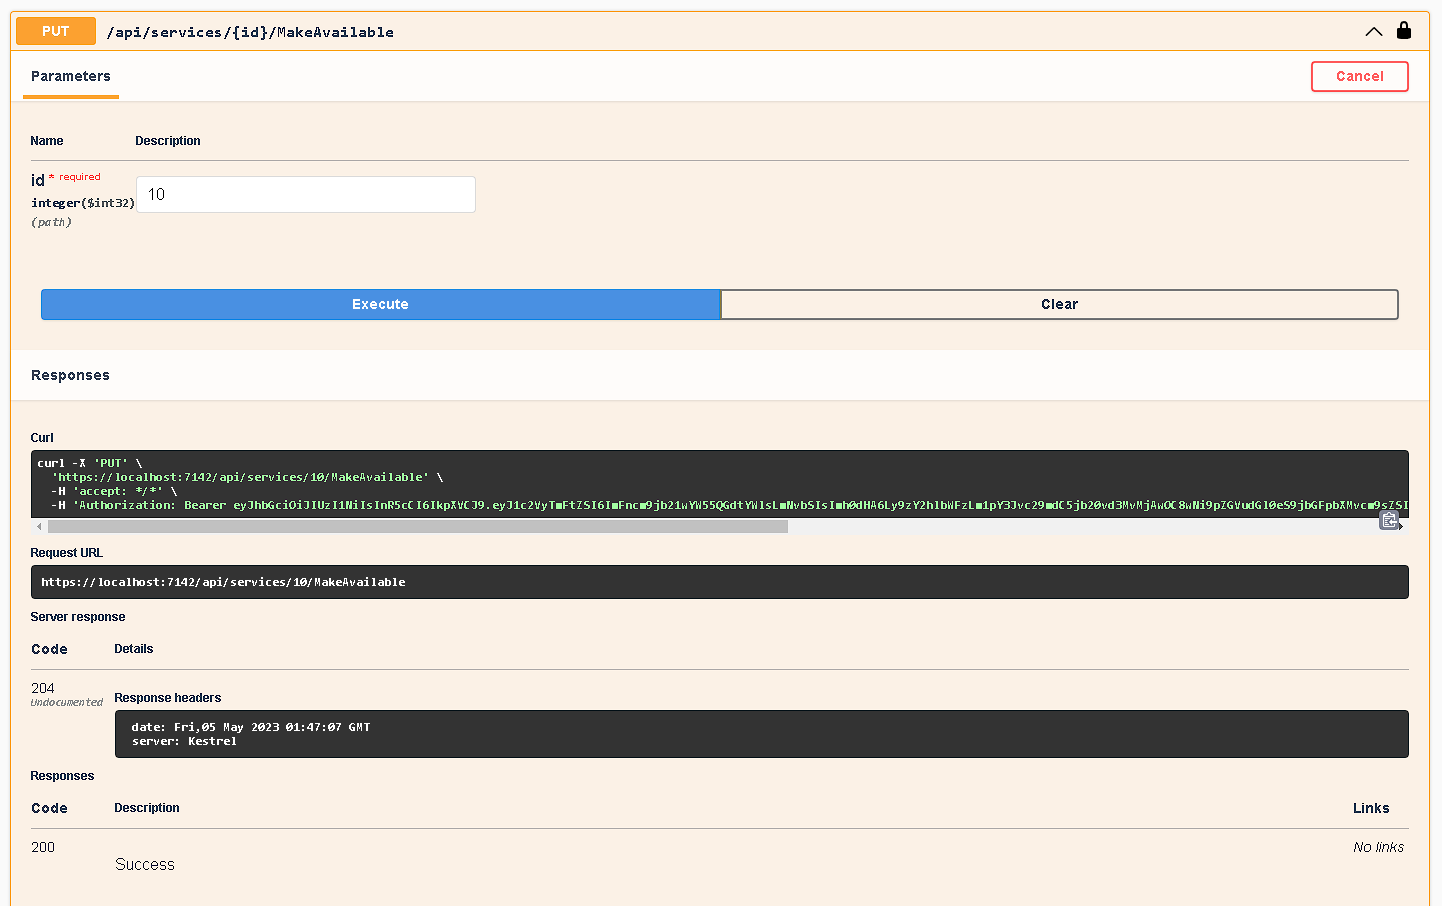 PUT /api/services/{id}/MakeAvailable
Parameters
Cancel
Name Description
id * required
integer($int32)
(path)
10
Execute Clear
Responses
Curl
curl -X 'PUT' \
'https://localhost:7142/api/services/10/MakeAvailable' \
-H 'accept: */*' \
-H 'Authorization: Bearer
Request URL
https://localhost:7142/api/services/10/MakeAvailable
Server response
Code Details
204
Undocumented
Response headers
date: Fri,05 May 2023 01:47:07 GMT
server: Kestrel
Responses
Code Description Links
200
Success
No links